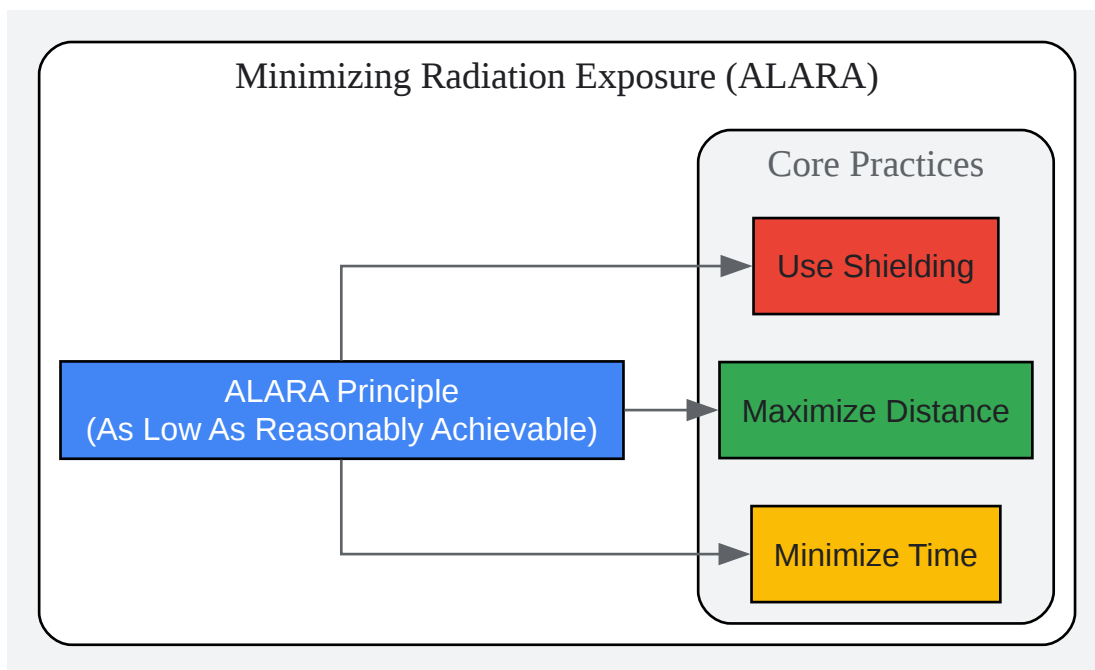 Minimizing Radiation Exposure (ALARA)
Core Practices
Use Shielding
ALARA Principle
(As Low As Reasonably Achievable)
Maximize Distance
Minimize Time